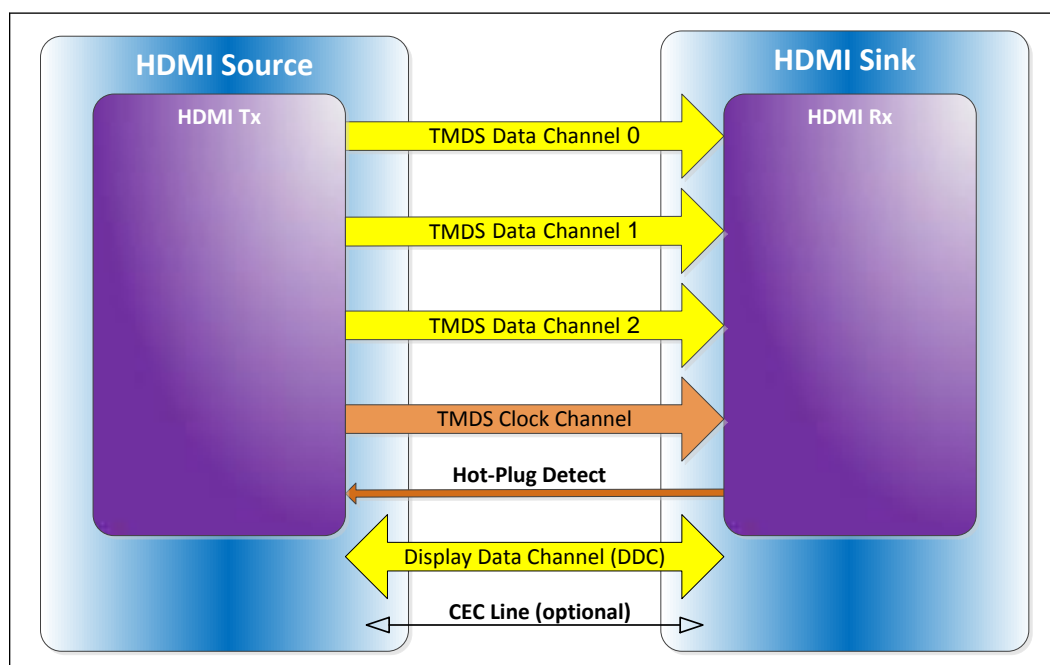 HDMI Source
HDMI Sink
HDMI Tx
HDMI Rx
TMDS Data Channel 0
TMDS Data Channel 1
TMDS Data Channel 2
TMDS Clock Channel
Hot-Plug Detect
Display Data Channel (DDC)
CEC Line (optional)